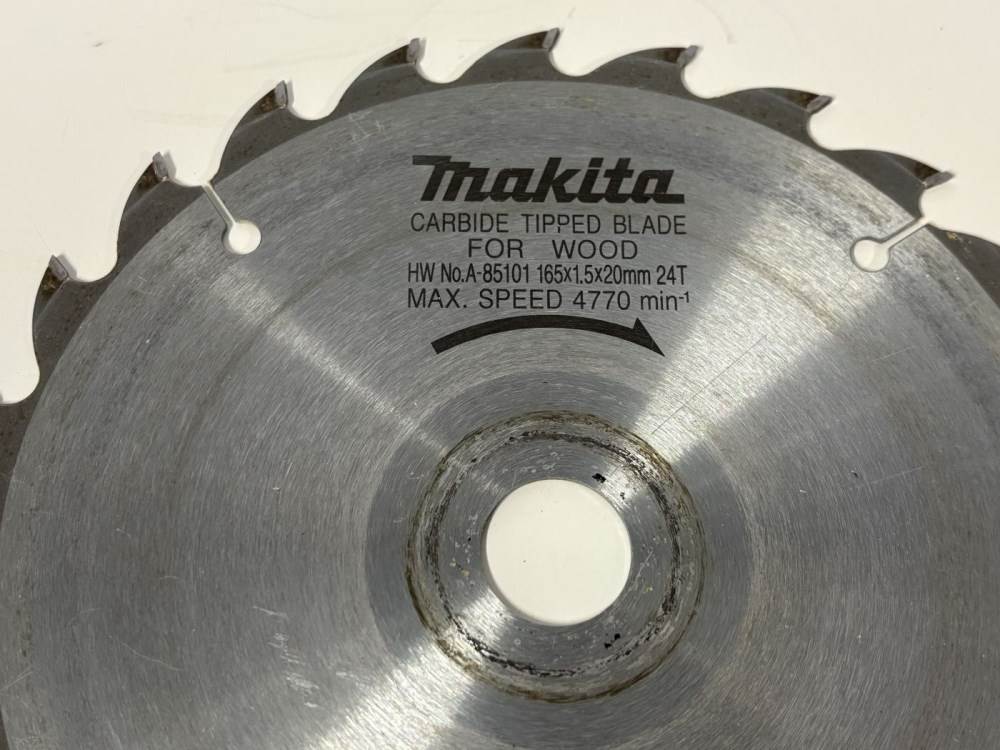 makita
CARBIDE TIPPED BLADE
FOR WOOD
HW No.A-85101 165x1.5x20mm 24T
MAX. SPEED 4770 min⁻¹